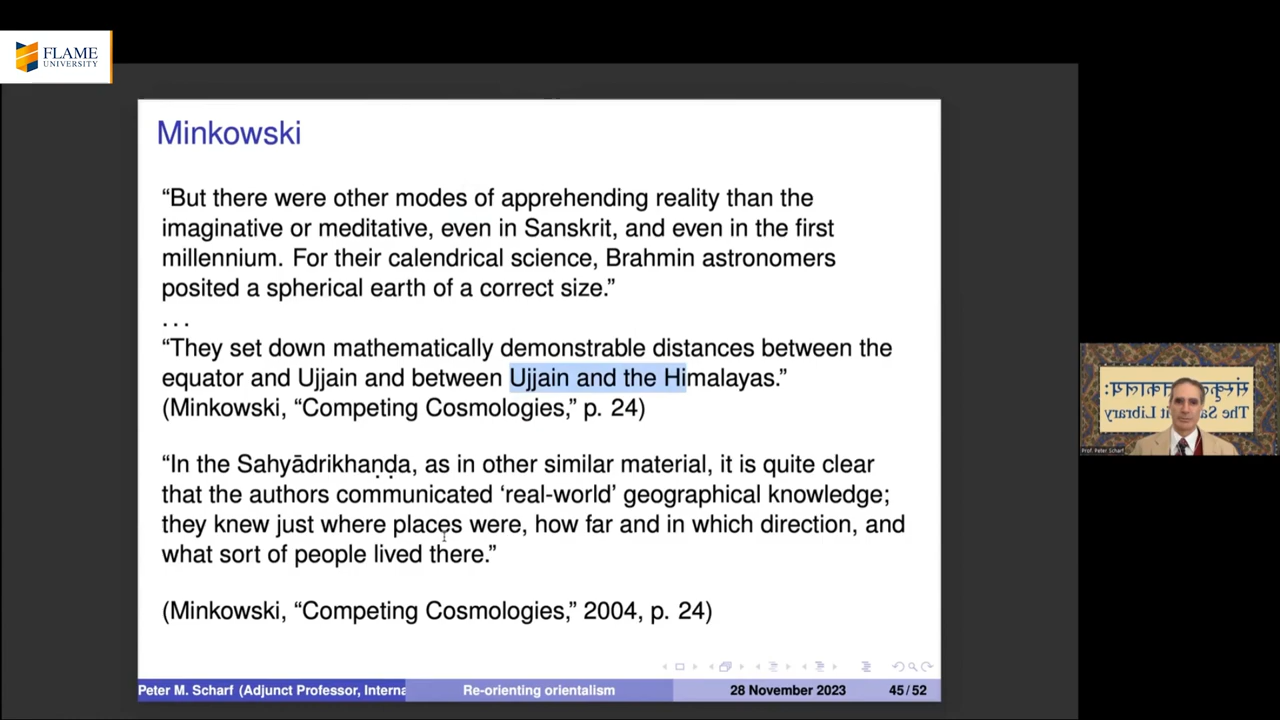 FLAME
UNIVERSITY
Minkowski
“But there were other modes of apprehending reality than the
imaginative or meditative, even in Sanskrit, and even in the first
millennium. For their calendrical science, Brahmin astronomers
posited a spherical earth of a correct size.”
. . .
“They set down mathematically demonstrable distances between the
equator and Ujjain and between Ujjain and the Himalayas.”
(Minkowski, “Competing Cosmologies,” p. 24)
“In the Sahyādrikhaṇḍa, as in other similar material, it is quite clear
that the authors communicated ‘real-world’ geographical knowledge;
they knew just where places were, how far and in which direction, and
what sort of people lived there.”
(Minkowski, “Competing Cosmologies,” 2004, p. 24)
Peter M. Scharf (Adjunct Professor, Interna
Re-orienting orientalism
28 November 2023
45 / 52
Prof. Peter Scharf